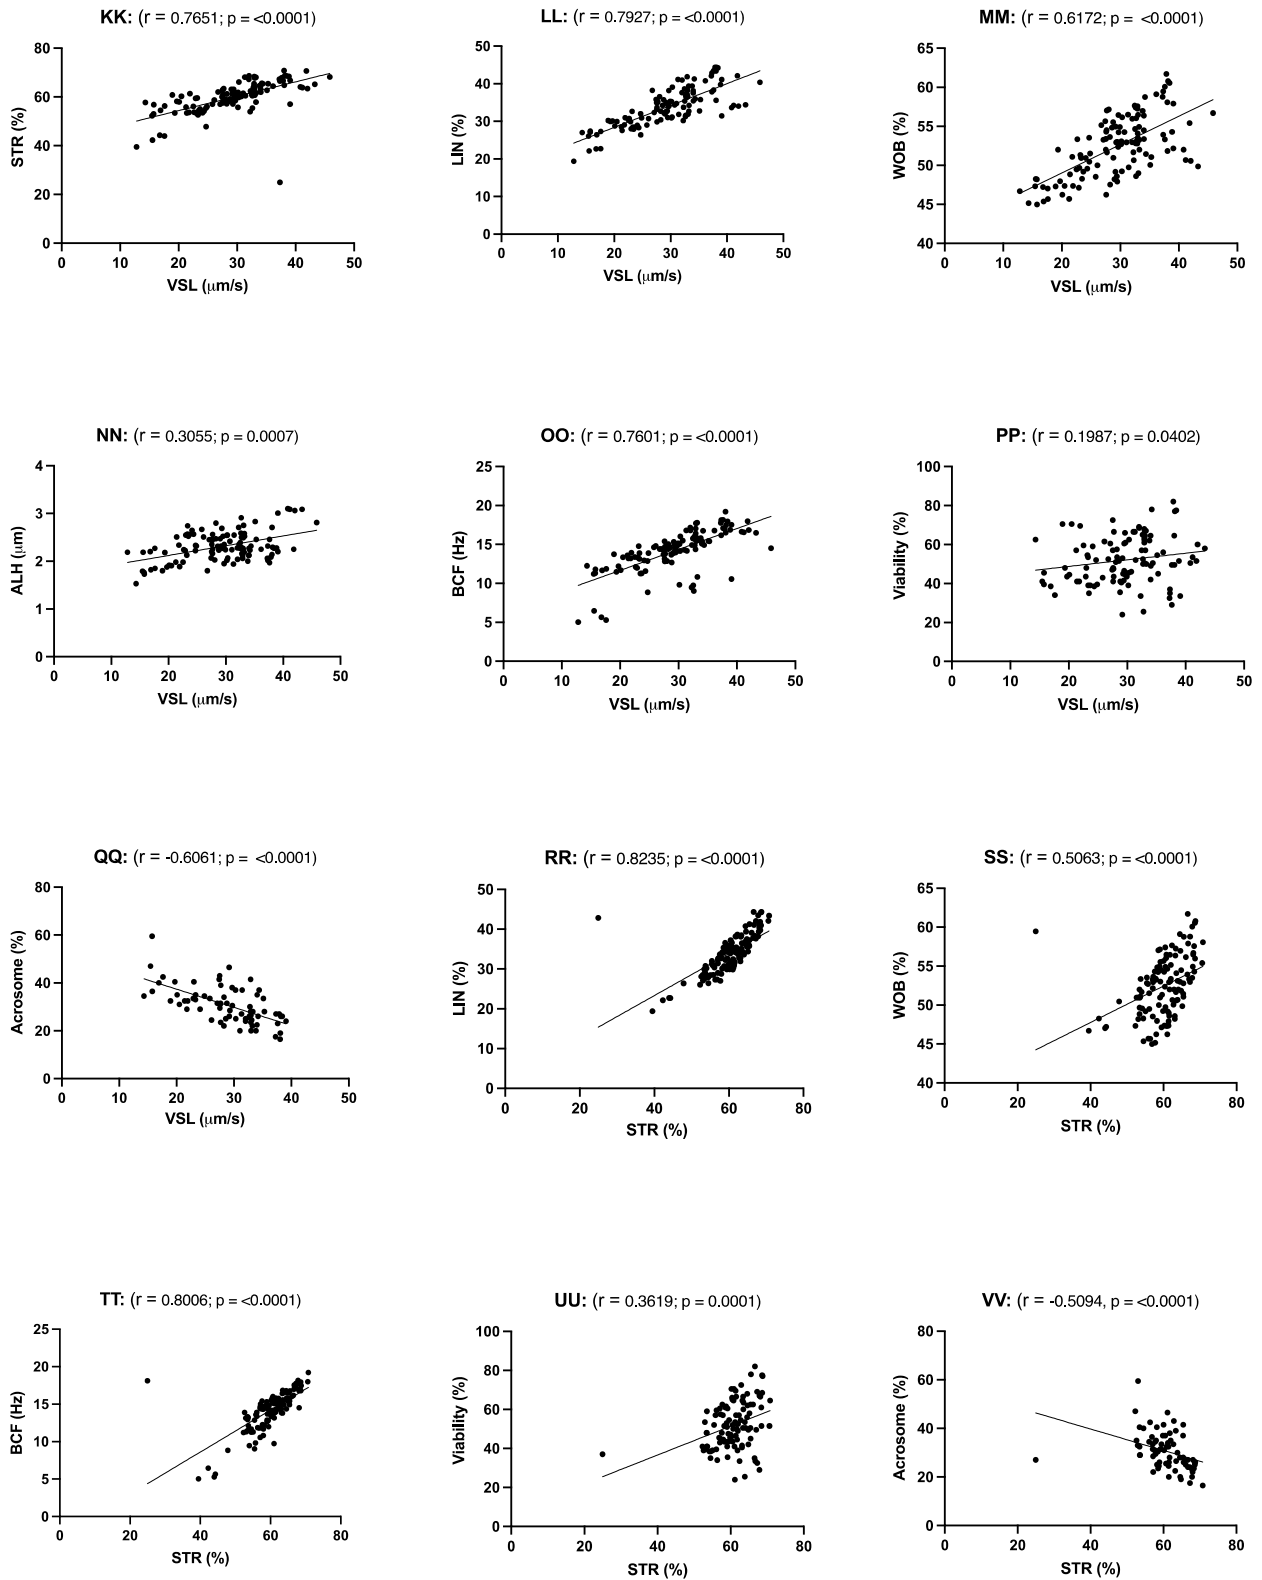 KK: (r = 0.7651; p = <0.0001)
80
60
40
20
0
STR (%)
0 10 20 30 40 50
VSL (μm/s)
LL: (r = 0.7927; p = <0.0001)
50
40
30
20
10
0
LIN (%)
0 10 20 30 40 50
VSL (μm/s)
MM: (r = 0.6172; p = <0.0001)
65
60
55
50
45
40
WOB (%)
0 10 20 30 40 50
VSL (μm/s)
NN: (r = 0.3055; p = 0.0007)
4
3
2
1
0
ALH (μm)
0 10 20 30 40 50
VSL (μm/s)
OO: (r = 0.7601; p = <0.0001)
25
20
15
10
5
0
BCF (Hz)
0 10 20 30 40 50
VSL (μm/s)
PP: (r = 0.1987; p = 0.0402)
100
80
60
40
20
0
Viability (%)
0 10 20 30 40 50
VSL (μm/s)
QQ: (r = -0.6061; p = <0.0001)
80
60
40
20
0
Acrosome (%)
0 10 20 30 40 50
VSL (μm/s)
RR: (r = 0.8235; p = <0.0001)
50
40
30
20
10
0
LIN (%)
0 20 40 60 80
STR (%)
SS: (r = 0.5063; p = <0.0001)
65
60
55
50
45
40
WOB (%)
0 20 40 60 80
STR (%)
TT: (r = 0.8006; p = <0.0001)
25
20
15
10
5
0
BCF (Hz)
0 20 40 60 80
STR (%)
UU: (r = 0.3619; p = 0.0001)
100
80
60
40
20
0
Viability (%)
0 20 40 60 80
STR (%)
VV: (r = -0.5094, p = <0.0001)
80
60
40
20
0
Acrosome (%)
0 20 40 60 80
STR (%)